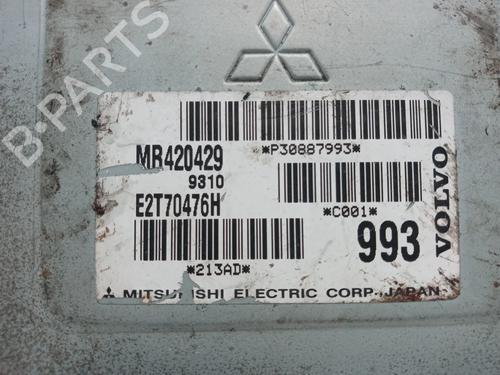 B-PARTS
*P30887993*
MR420429
9310
E2T70476H
*C001*
993
VOLVO
*213AD*
MITSUBISHI ELECTRIC CORP. JAPAN